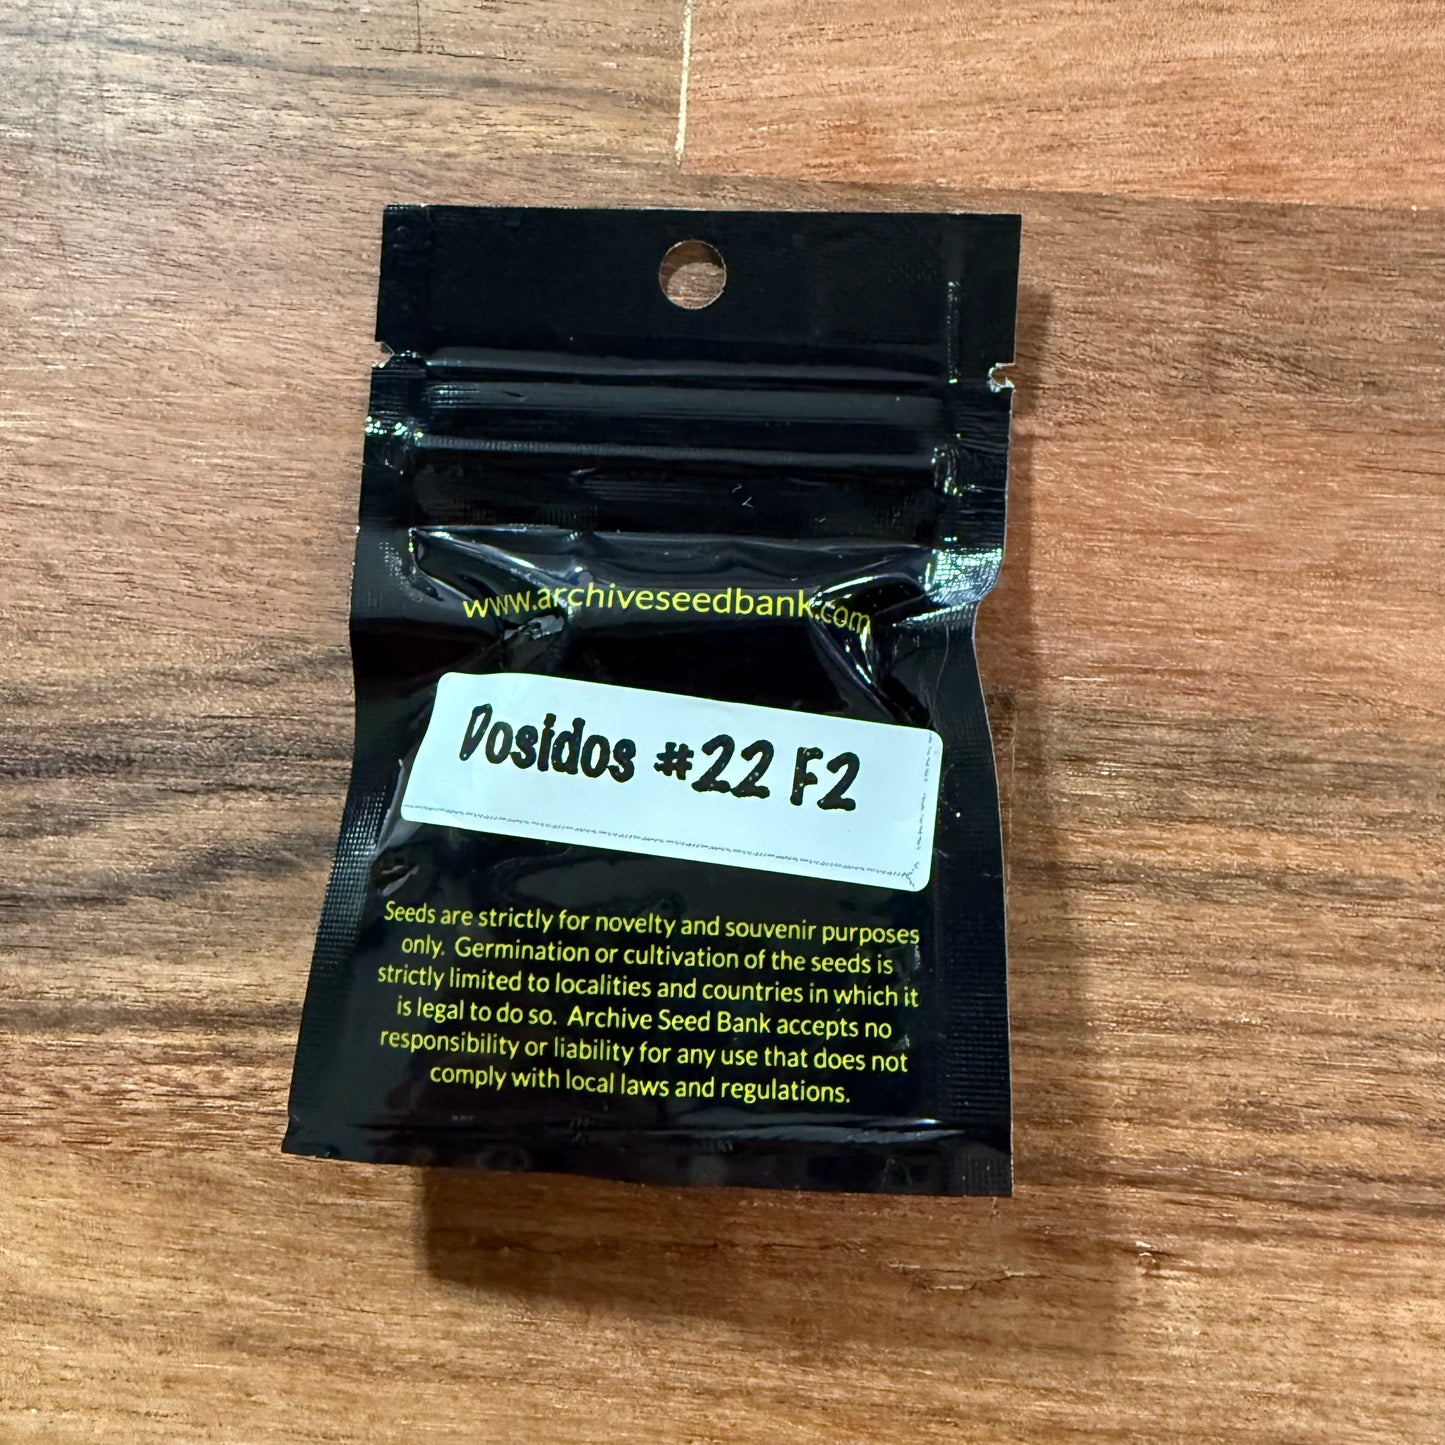 www.archiveseedbank.com
Dosidos #22 F2
Seeds are strictly for novelty and souvenir purposes
only. Germination or cultivation of the seeds is
strictly limited to localities and countries in which it
is legal to do so. Archive Seed Bank accepts no
responsibility or liability for any use that does not
comply with local laws and regulations.